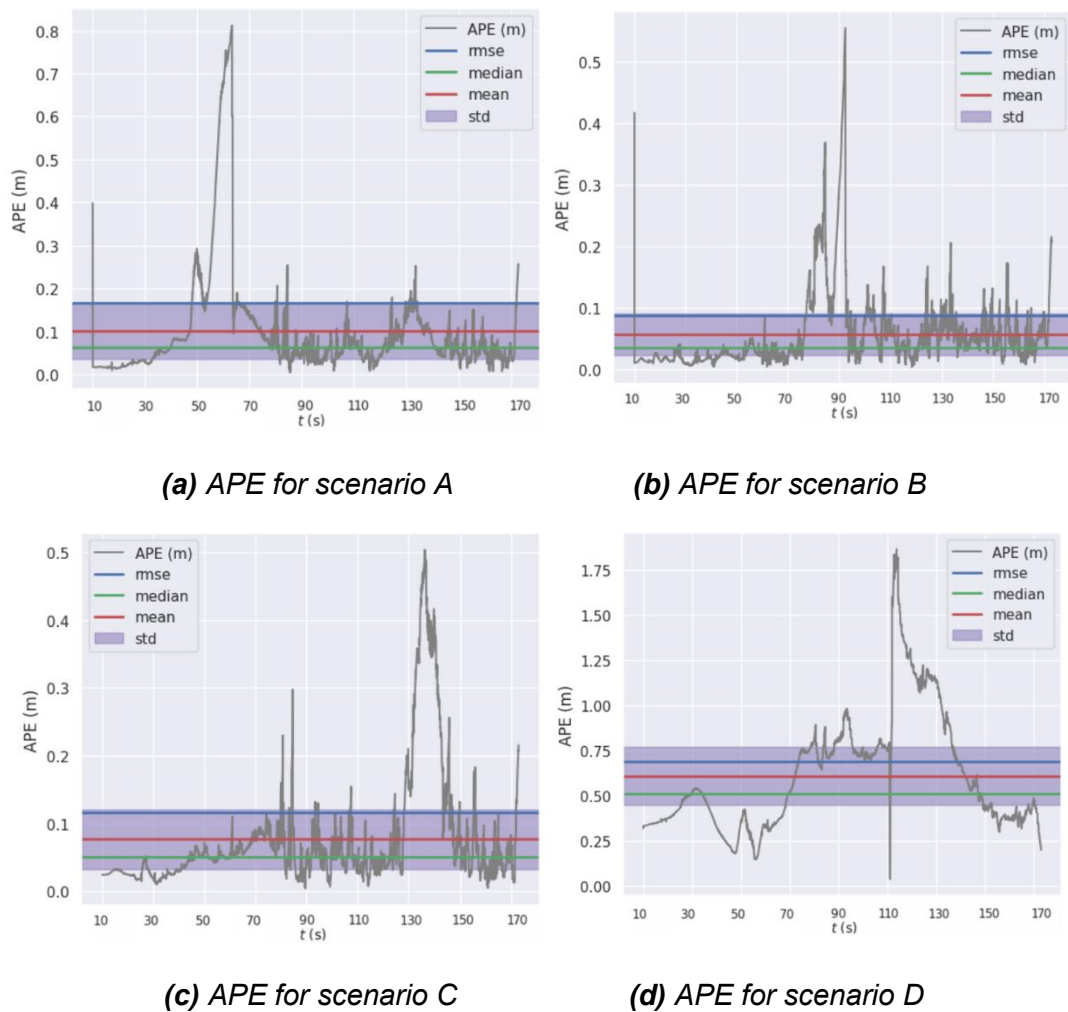 0.8
0.7
0.6
0.5
0.4
0.3
0.2
0.1
0.0
APE (m)
10 30 50 70 90 110 130 150 170
t (s)
APE (m)
rmse
median
mean
std
(a) APE for scenario A
0.5
0.4
0.3
0.2
0.1
0.0
APE (m)
10 30 50 70 90 110 130 150 170
t (s)
APE (m)
rmse
median
mean
std
(b) APE for scenario B
0.5
0.4
0.3
0.2
0.1
0.0
APE (m)
10 30 50 70 90 110 130 150 170
t (s)
APE (m)
rmse
median
mean
std
(c) APE for scenario C
1.75
1.50
1.25
1.00
0.75
0.50
0.25
0.00
APE (m)
10 30 50 70 90 110 130 150 170
t (s)
APE (m)
rmse
median
mean
std
(d) APE for scenario D